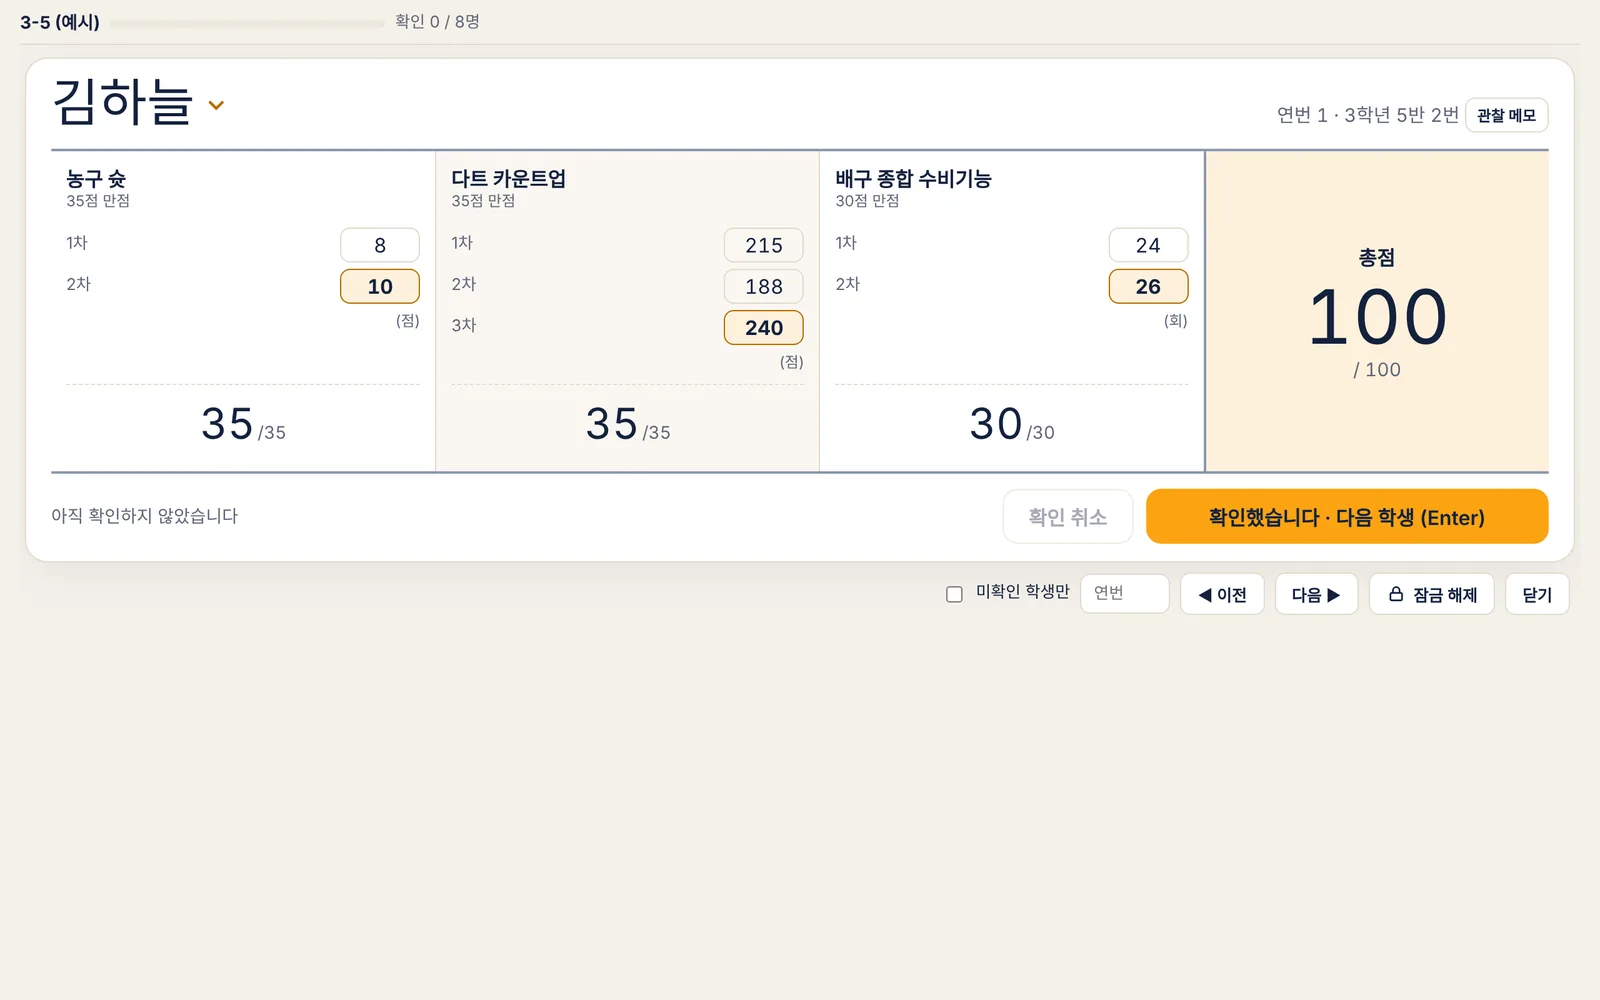 3-5 (예시) 확인 0 / 8명
김하늘
연번 1 · 3학년 5반 2번 관찰 메모
농구 슛
35점 만점
1차 8
2차 10
(점)
35 /35
다트 카운트업
35점 만점
1차 215
2차 188
3차 240
(점)
35 /35
배구 종합 수비기능
30점 만점
1차 24
2차 26
(회)
30 /30
총점
100
/ 100
아직 확인하지 않았습니다 확인 취소 확인했습니다 · 다음 학생 (Enter)
미확인 학생만 연번 ◀ 이전 다음 ▶ 잠금 해제 닫기